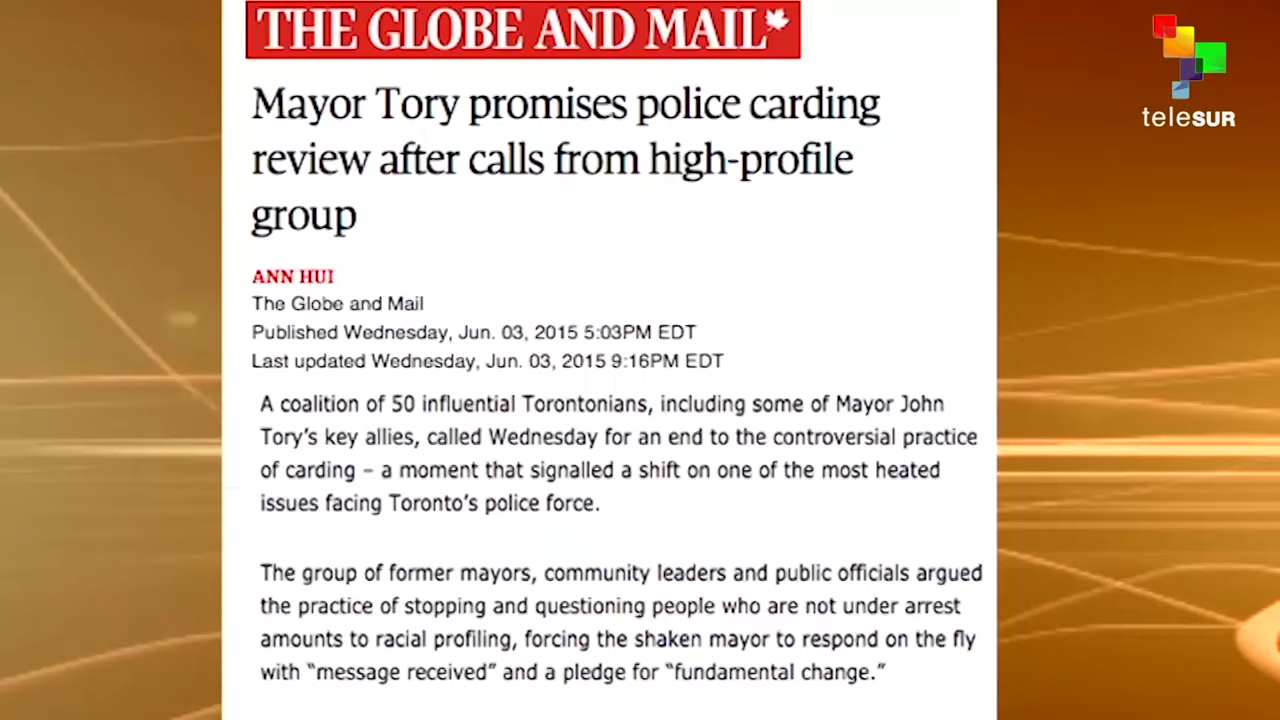 THE GLOBE AND MAIL
teleSUR
Mayor Tory promises police carding
review after calls from high-profile
group
ANN HUI
The Globe and Mail
Published Wednesday, Jun. 03, 2015 5:03PM EDT
Last updated Wednesday, Jun. 03, 2015 9:16PM EDT
A coalition of 50 influential Torontonians, including some of Mayor John
Tory’s key allies, called Wednesday for an end to the controversial practice
of carding – a moment that signalled a shift on one of the most heated
issues facing Toronto’s police force.
The group of former mayors, community leaders and public officials argued
the practice of stopping and questioning people who are not under arrest
amounts to racial profiling, forcing the shaken mayor to respond on the fly
with “message received” and a pledge for “fundamental change.”